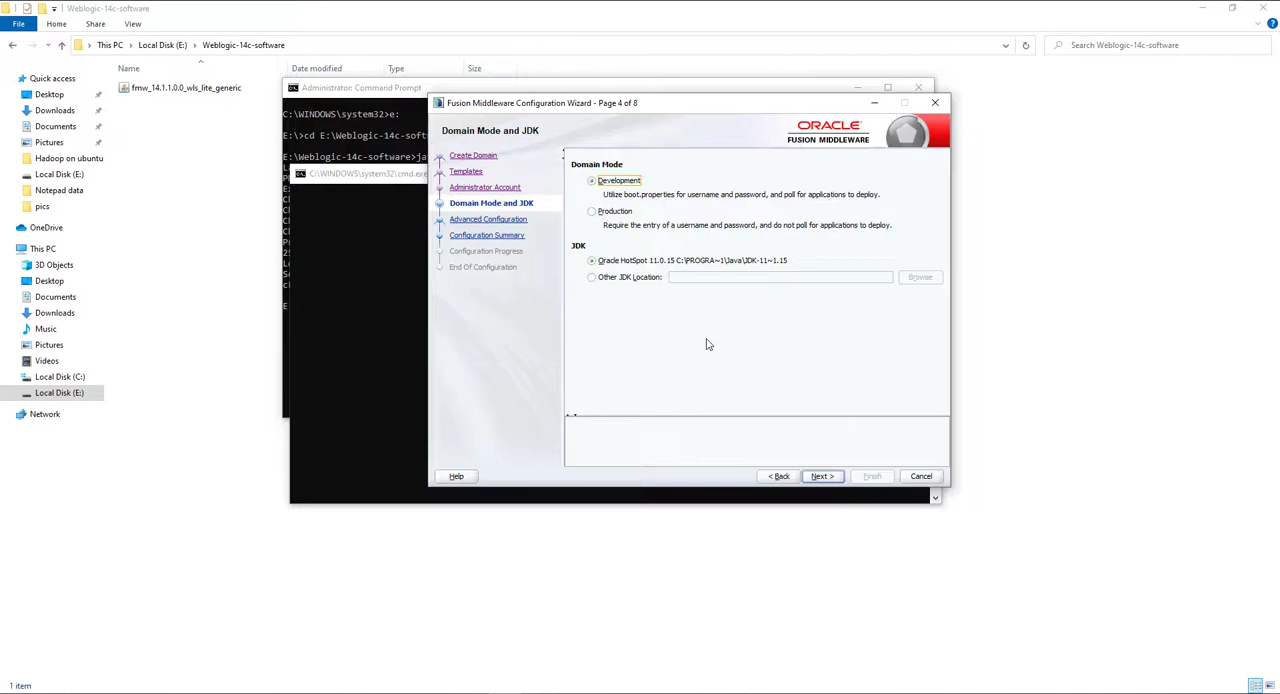 Weblogic-14c-software
File Home Share View
This PC Local Disk (E:) Weblogic-14c-software
Search Weblogic-14c-software
Quick access
Desktop
Downloads
Documents
Pictures
Hadoop on ubuntu
Local Disk (E:)
Notepad data
pics
OneDrive
This PC
3D Objects
Desktop
Documents
Downloads
Music
Pictures
Videos
Local Disk (C:)
Local Disk (E:)
Network
1 item
Name Date modified Type Size
fmw_14.1.1.0.0_wls_lite_generic
Administrator: Command Prompt
C:\WINDOWS\system32>e:
E:\>cd E:\Weblogic-14c-softw
E:\Weblogic-14c-software>ja
C:\WINDOWS\system32\cmd.exe
Fusion Middleware Configuration Wizard - Page 4 of 8
Domain Mode and JDK
ORACLE
FUSION MIDDLEWARE
Create Domain
Templates
Administrator Account
Domain Mode and JDK
Advanced Configuration
Configuration Summary
Configuration Progress
End Of Configuration
Domain Mode
Development
Utilize boot.properties for username and password, and poll for applications to deploy.
Production
Require the entry of a username and password, and do not poll for applications to deploy.
JDK
Oracle HotSpot 11.0.15 C:\PROGRA~1\Java\JDK-11~1.15
Other JDK Location: Browse
Help < Back Next > Finish Cancel